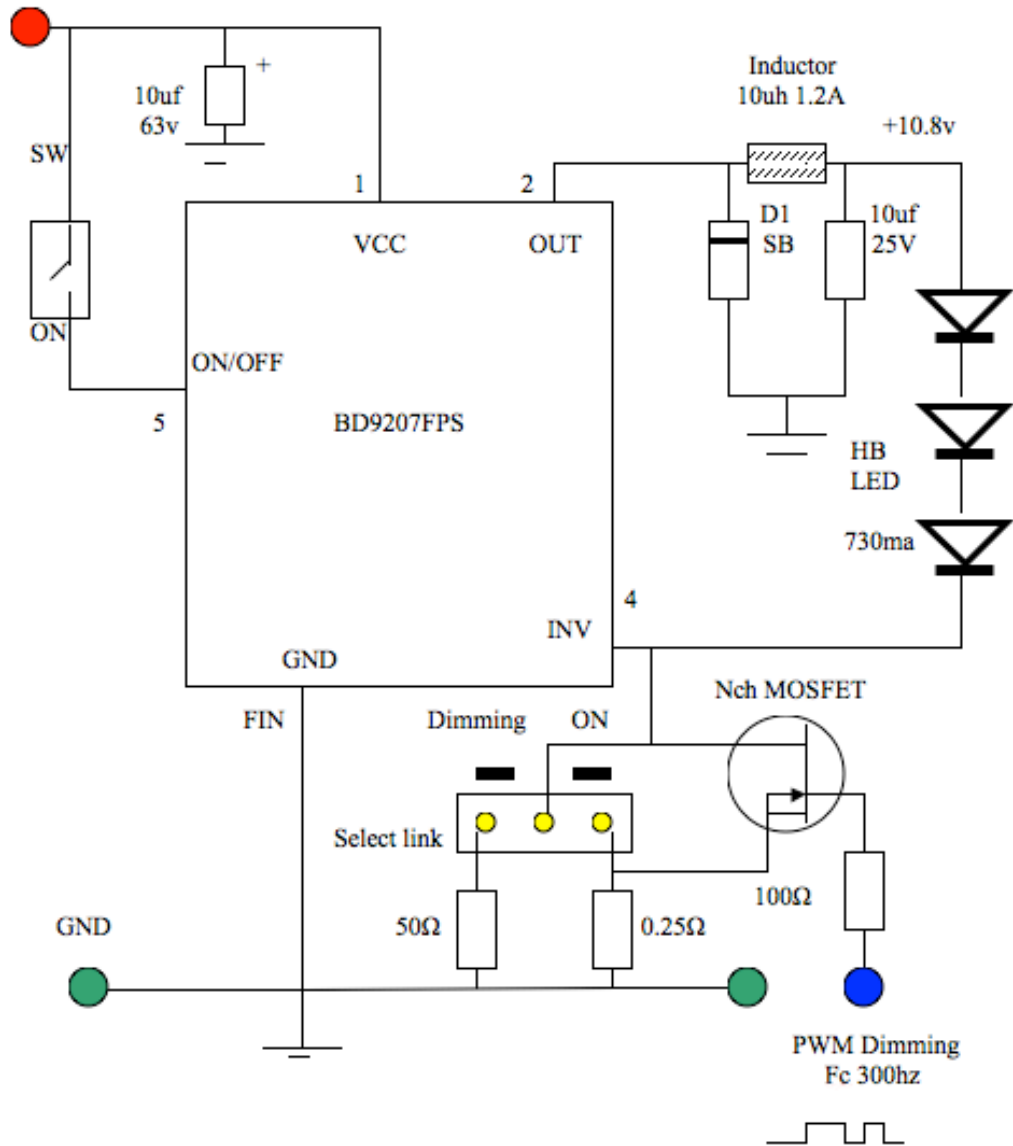 Inductor
10uh 1.2A
+
10uf
63v
+10.8v
SW
1
2
D1
SB
10uf
25V
VCC
OUT
ON
ON/OFF
5
BD9207FPS
HB
LED
730ma
4
INV
GND
Nch MOSFET
FIN
Dimming
ON
Select link
100Ω
GND
50Ω
0.25Ω
PWM Dimming
Fc 300hz